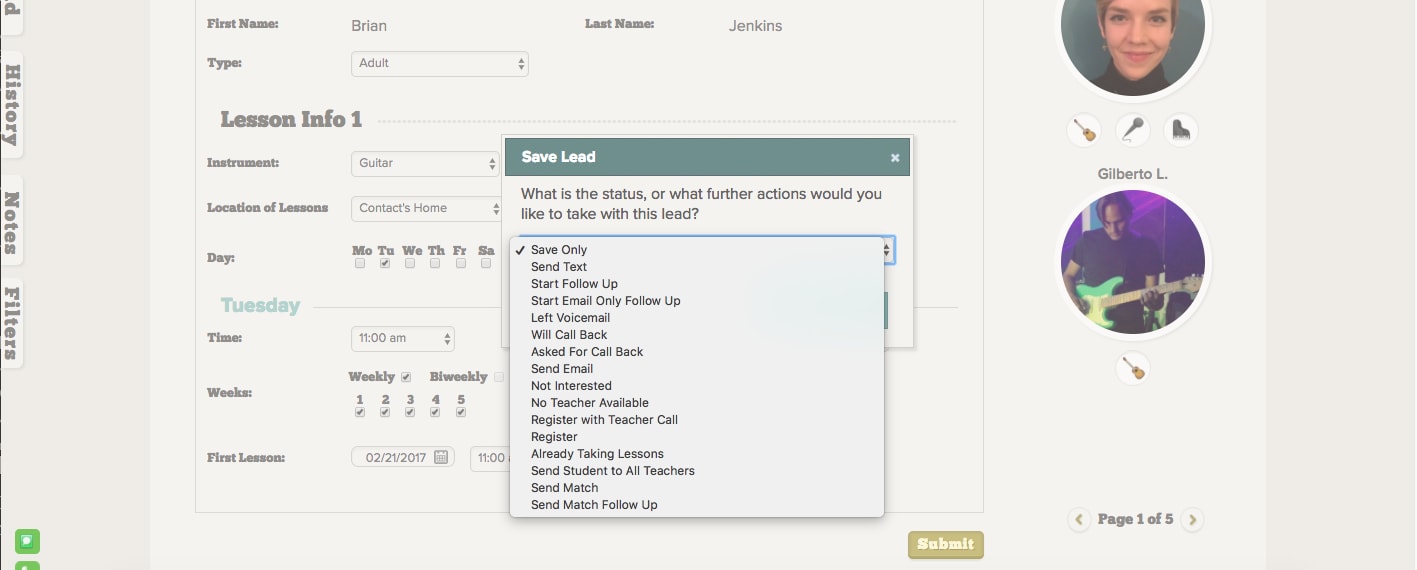 d
History
Notes
Filters
First Name:
Brian
Last Name:
Jenkins
Type:
Adult
Lesson Info 1
Instrument:
Guitar
Location of Lessons
Contact's Home
Day:
Mo Tu We Th Fr Sa
Tuesday
Time:
11:00 am
Weeks:
Weekly
Biweekly
1 2 3 4 5
First Lesson:
02/21/2017
11:00
Save Lead
×
What is the status, or what further actions would you
like to take with this lead?
✓ Save Only
Send Text
Start Follow Up
Start Email Only Follow Up
Left Voicemail
Will Call Back
Asked For Call Back
Send Email
Not Interested
No Teacher Available
Register with Teacher Call
Register
Already Taking Lessons
Send Student to All Teachers
Send Match
Send Match Follow Up
Submit
Gilberto L.
Page 1 of 5